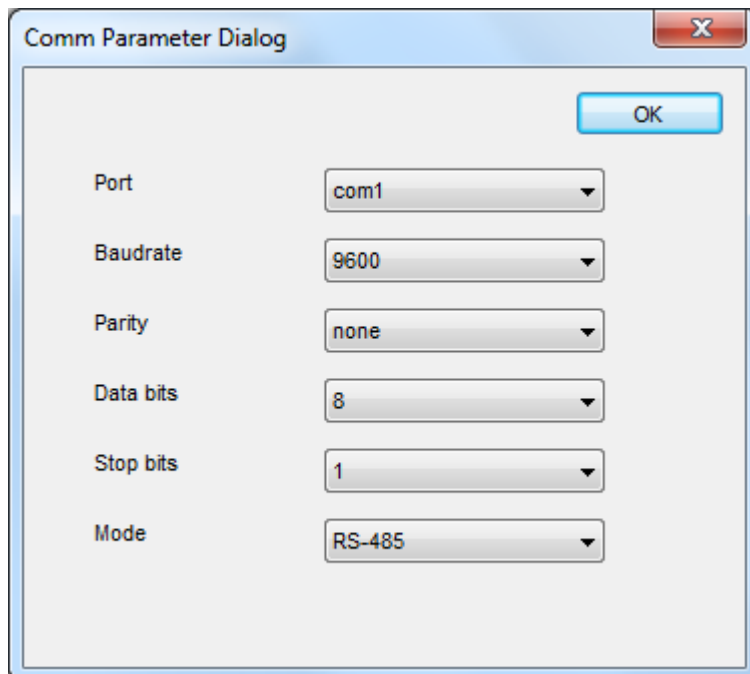 Comm Parameter Dialog
OK
Port com1
Baudrate 9600
Parity none
Data bits 8
Stop bits 1
Mode RS-485